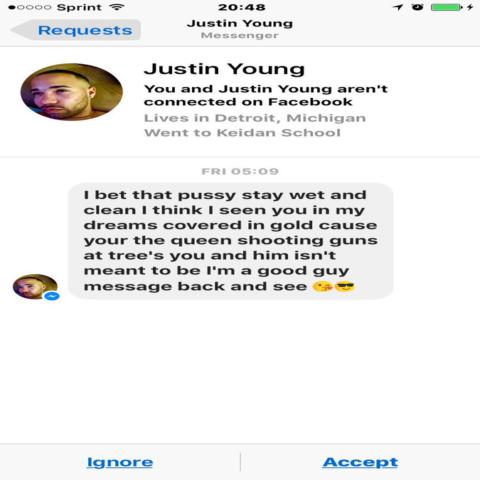 ●○○○○ Sprint 20:48
Requests
Justin Young
Messenger
Justin Young
You and Justin Young aren't
connected on Facebook
Lives in Detroit, Michigan
Went to Keidan School
FRI 05:09
I bet that pussy stay wet and
clean I think I seen you in my
dreams covered in gold cause
your the queen shooting guns
at tree's you and him isn't
meant to be I'm a good guy
message back and see 😘😎
Ignore
Accept